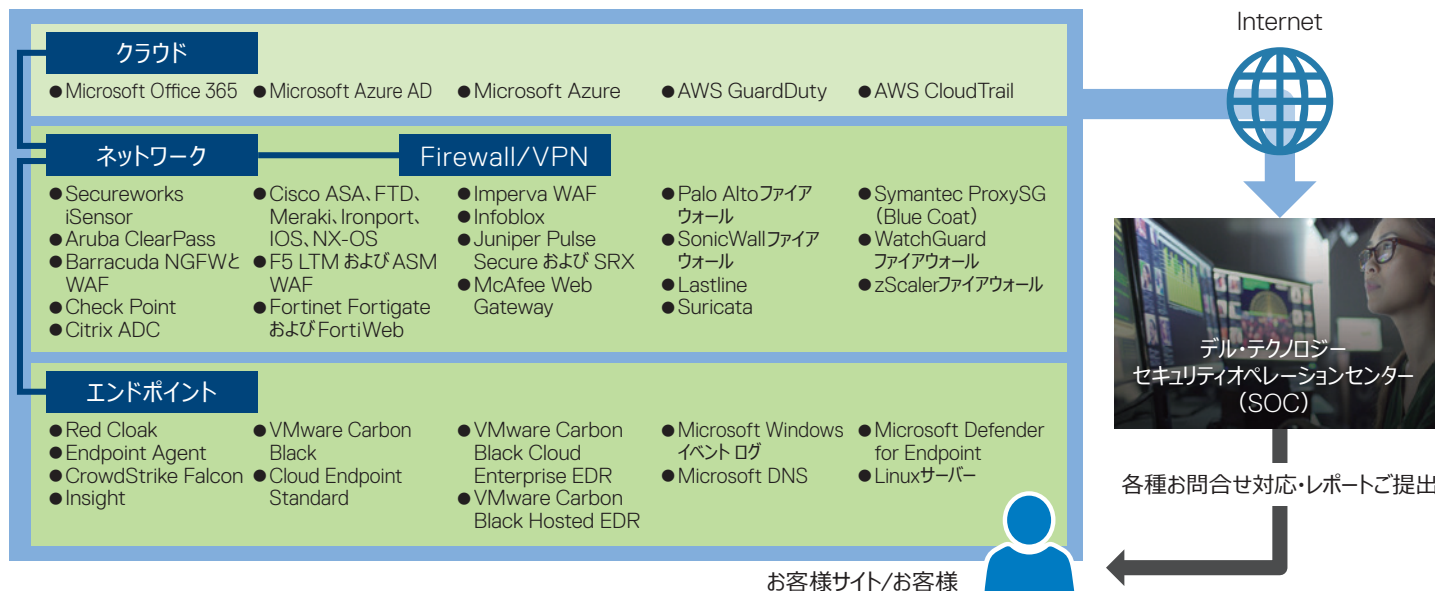 クラウド
●Microsoft Office 365
●Microsoft Azure AD
●Microsoft Azure
●AWS GuardDuty
●AWS CloudTrail
ネットワーク
Firewall/VPN
●Secureworks
iSensor
●Aruba ClearPass
●Barracuda NGFWと
WAF
●Check Point
●Citrix ADC
●Cisco ASA、FTD、
Meraki、Ironport、
IOS、NX-OS
●F5 LTM および ASM
WAF
●Fortinet Fortigate
および FortiWeb
●Imperva WAF
●Infoblox
●Juniper Pulse
Secure および SRX
●McAfee Web
Gateway
●Palo Altoファイア
ウォール
●SonicWallファイア
ウォール
●Lastline
●Suricata
●Symantec ProxySG
（Blue Coat）
●WatchGuard
ファイアウォール
●zScalerファイアウォール
エンドポイント
●Red Cloak
●Endpoint Agent
●CrowdStrike Falcon
●Insight
●VMware Carbon
Black
●Cloud Endpoint
Standard
●VMware Carbon
Black Cloud
Enterprise EDR
●VMware Carbon
Black Hosted EDR
●Microsoft Windows
イベント ログ
●Microsoft DNS
●Microsoft Defender
for Endpoint
●Linuxサーバー
お客様サイト/お客様
Internet
デル・テクノロジー
セキュリティオペレーションセンター
（SOC）
各種お問合せ対応・レポートご提出